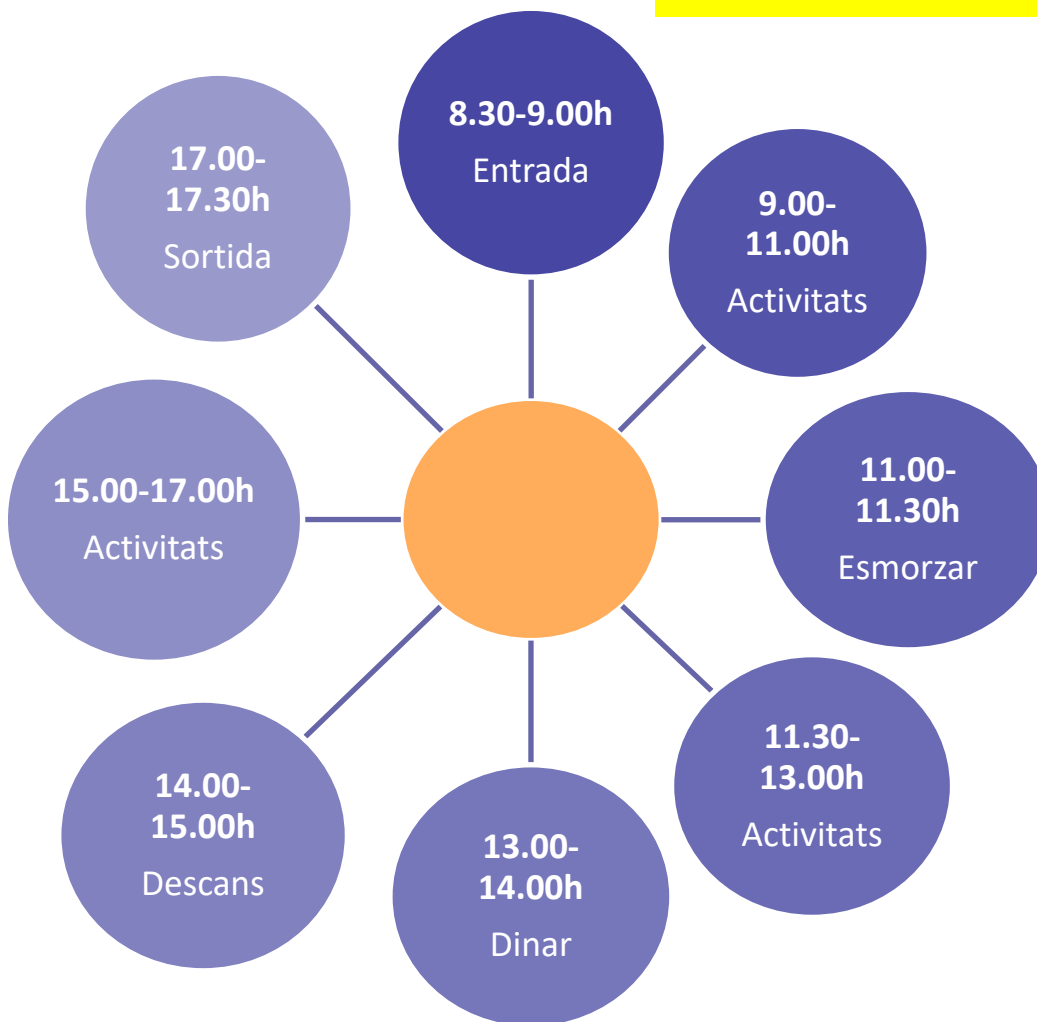 8.30-9.00h
Entrada
9.00-
11.00h
Activitats
11.00-
11.30h
Esmorzar
11.30-
13.00h
Activitats
13.00-
14.00h
Dinar
14.00-
15.00h
Descans
15.00-17.00h
Activitats
17.00-
17.30h
Sortida